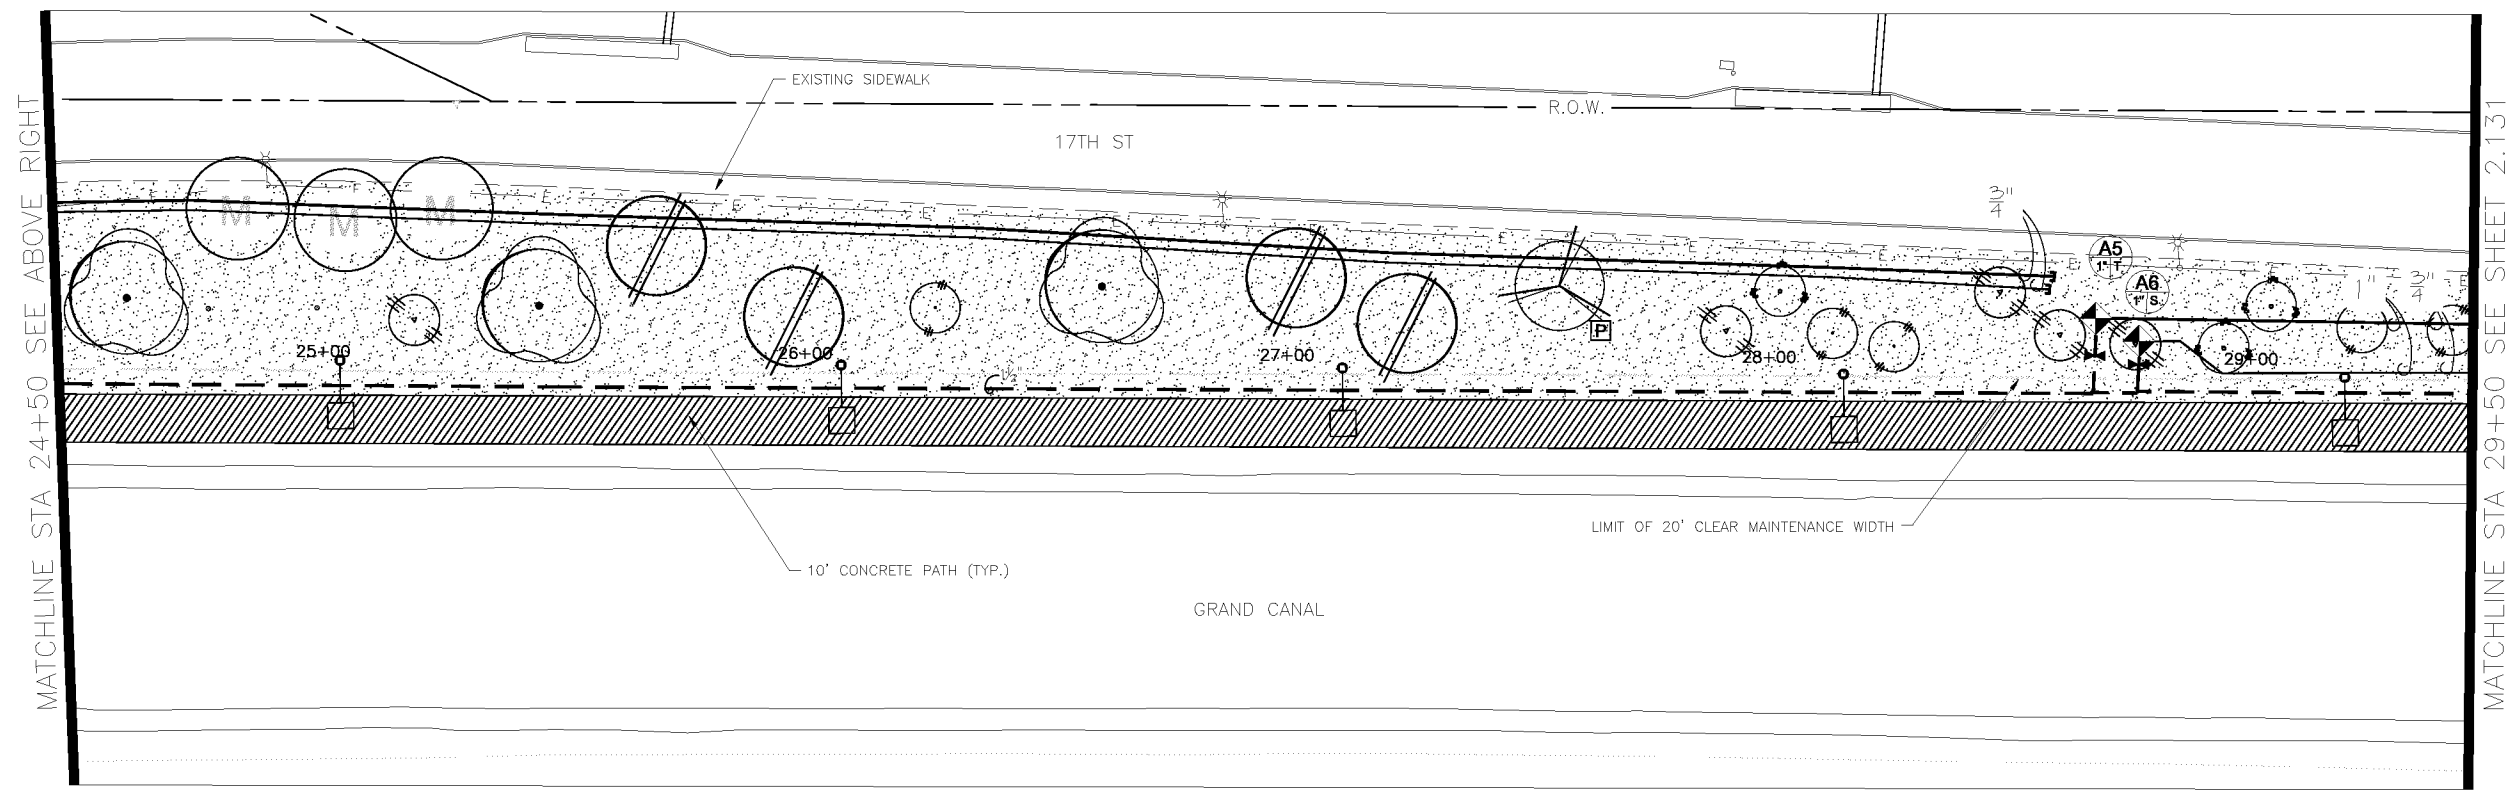 EXISTING SIDEWALK
R.O.W.
17TH ST
MATCHLINE STA 24+50 SEE ABOVE RIGHT
MATCHLINE STA 29+50 SEE SHEET 2.131
M
M
M
E
E
E
E
E
E
E
E
E
E
E
E
3/4"
A5
1" T
A6
1" S
1"
3/4"
P
25+00
26+00
27+00
28+00
29+00
1½"
LIMIT OF 20' CLEAR MAINTENANCE WIDTH
10' CONCRETE PATH (TYP.)
GRAND CANAL